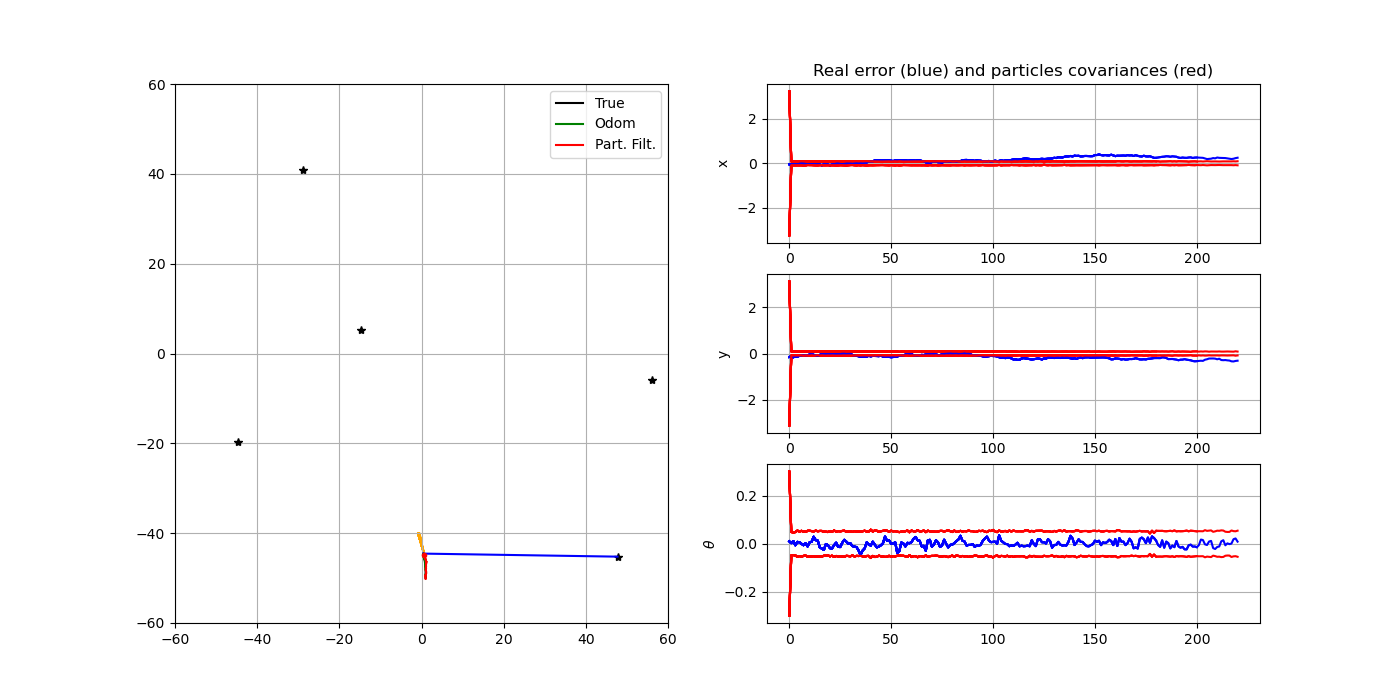 60
40
20
0
−20
−40
−60
−60 −40 −20 0 20 40 60
True
Odom
Part. Filt.
Real error (blue) and particles covariances (red)
x
2
0
−2
0 50 100 150 200
y
2
0
−2
0 50 100 150 200
θ
0.2
0.0
−0.2
0 50 100 150 200